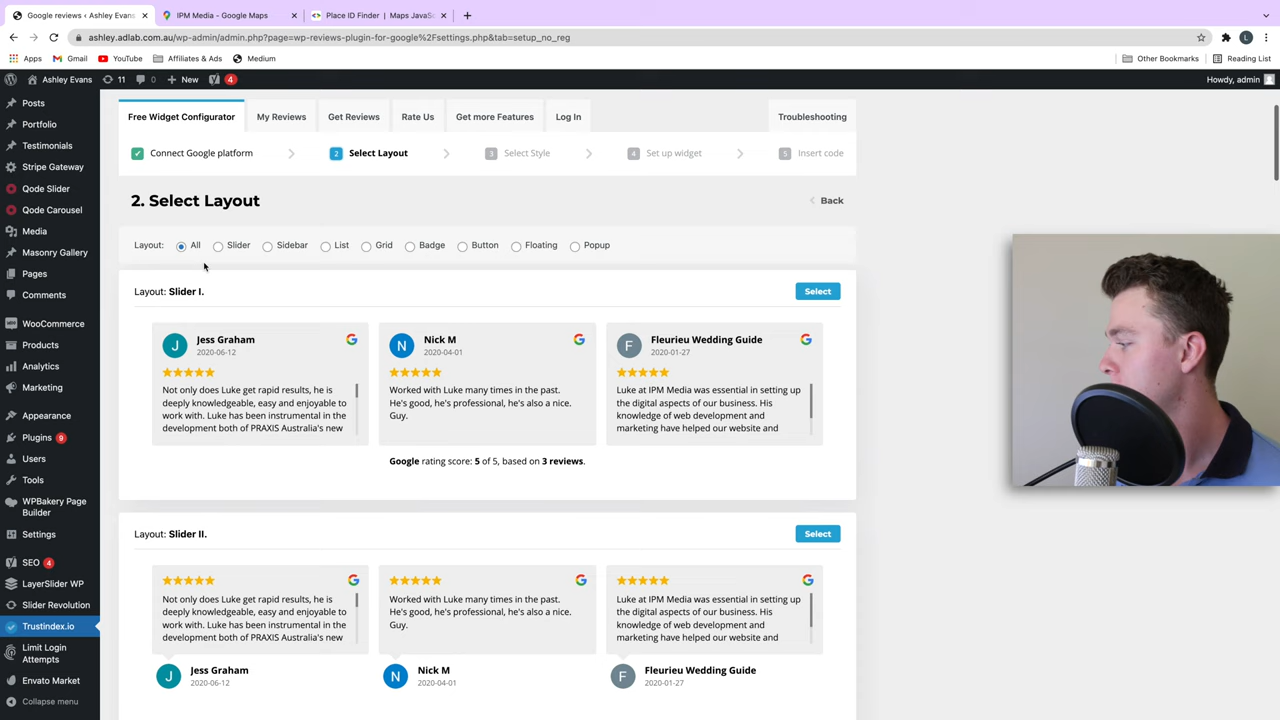 Google reviews ‹ Ashley Evans
IPM Media - Google Maps
Place ID Finder | Maps JavaSc
ashley.adlab.com.au/wp-admin/admin.php?page=wp-reviews-plugin-for-google%2Fsettings.php&tab=setup_no_reg
L
Apps
Gmail
YouTube
Affiliates & Ads
Medium
Other Bookmarks
Reading List
Ashley Evans
11
0
New
4
Howdy, admin
Posts
Portfolio
Testimonials
Stripe Gateway
Qode Slider
Qode Carousel
Media
Masonry Gallery
Pages
Comments
WooCommerce
Products
Analytics
Marketing
Appearance
Plugins 9
Users
Tools
WPBakery Page
Builder
Settings
SEO 4
LayerSlider WP
Slider Revolution
Trustindex.io
Limit Login
Attempts
Envato Market
Collapse menu
Free Widget Configurator
My Reviews
Get Reviews
Rate Us
Get more Features
Log In
Troubleshooting
Connect Google platform
2 Select Layout
3 Select Style
4 Set up widget
5 Insert code
2. Select Layout
Back
Layout: All Slider Sidebar List Grid Badge Button Floating Popup
Layout: Slider I.
Select
J
Jess Graham
2020-06-12
Not only does Luke get rapid results, he is
deeply knowledgeable, easy and enjoyable to
work with. Luke has been instrumental in the
development both of PRAXIS Australia's new
N
Nick M
2020-04-01
Worked with Luke many times in the past.
He's good, he's professional, he's also a nice.
Guy.
F
Fleurieu Wedding Guide
2020-01-27
Luke at IPM Media was essential in setting up
the digital aspects of our business. His
knowledge of web development and
marketing have helped our website and
Google rating score: 5 of 5, based on 3 reviews.
Layout: Slider II.
Select
Not only does Luke get rapid results, he is
deeply knowledgeable, easy and enjoyable to
work with. Luke has been instrumental in the
development both of PRAXIS Australia's new
J
Jess Graham
2020-06-12
Worked with Luke many times in the past.
He's good, he's professional, he's also a nice.
Guy.
N
Nick M
2020-04-01
Luke at IPM Media was essential in setting up
the digital aspects of our business. His
knowledge of web development and
marketing have helped our website and
F
Fleurieu Wedding Guide
2020-01-27